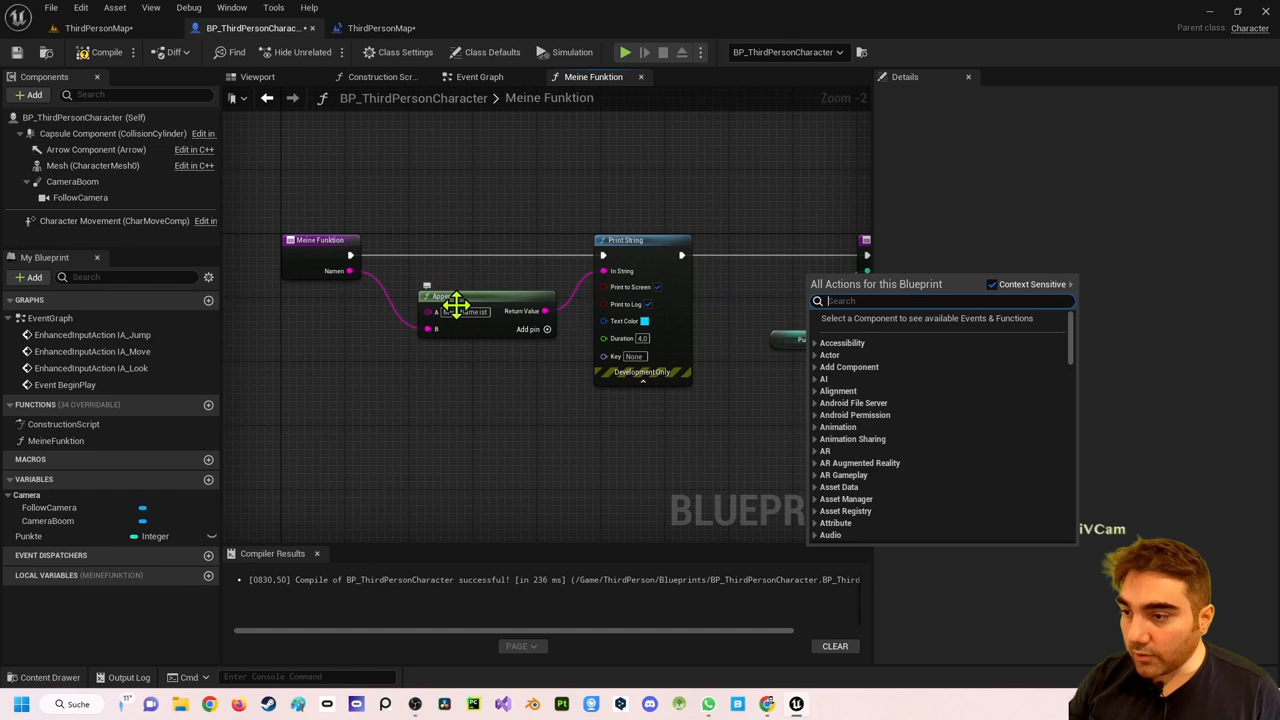 File Edit Asset View Debug Window Tools Help
ThirdPersonMap•
BP_ThirdPersonCharac...•
ThirdPersonMap•
Parent class: Character
Compile
Diff
Find
Hide Unrelated
Class Settings
Class Defaults
Simulation
BP_ThirdPersonCharacter
Components
Viewport
Construction Scr...
Event Graph
Meine Funktion
Details
Add
Search
BP_ThirdPersonCharacter > Meine Funktion
Zoom -2
BP_ThirdPersonCharacter (Self)
Capsule Component (CollisionCylinder) Edit in
Arrow Component (Arrow) Edit in C++
Mesh (CharacterMesh0) Edit in C++
CameraBoom
FollowCamera
Character Movement (CharMoveComp) Edit in
My Blueprint
Add
Search
GRAPHS
EventGraph
EnhancedInputAction IA_Jump
EnhancedInputAction IA_Move
EnhancedInputAction IA_Look
Event BeginPlay
FUNCTIONS (34 OVERRIDABLE)
ConstructionScript
MeineFunktion
MACROS
VARIABLES
Camera
FollowCamera
CameraBoom
Punkte Integer
EVENT DISPATCHERS
LOCAL VARIABLES (MEINEFUNKTION)
Meine Funktion
Namen
A
Return Value
B
Add pin
Print String
In String
Print to Screen
Print to Log
Text Color
Duration 4,0
Key None
Development Only
All Actions for this Blueprint
Context Sensitive
Search
Select a Component to see available Events & Functions
Accessibility
Actor
Add Component
AI
Alignment
Android File Server
Android Permission
Animation
Animation Sharing
AR
AR Augmented Reality
AR Gameplay
Asset Data
Asset Manager
Asset Registry
Attribute
Audio
iVCam
Compiler Results
[0830,50] Compile of BP_ThirdPersonCharacter successful! [in 236 ms] (/Game/ThirdPerson/Blueprints/BP_ThirdPersonCharacter.BP_Third
PAGE
CLEAR
Content Drawer
Output Log
Cmd
Enter Console Command
Suche
11°